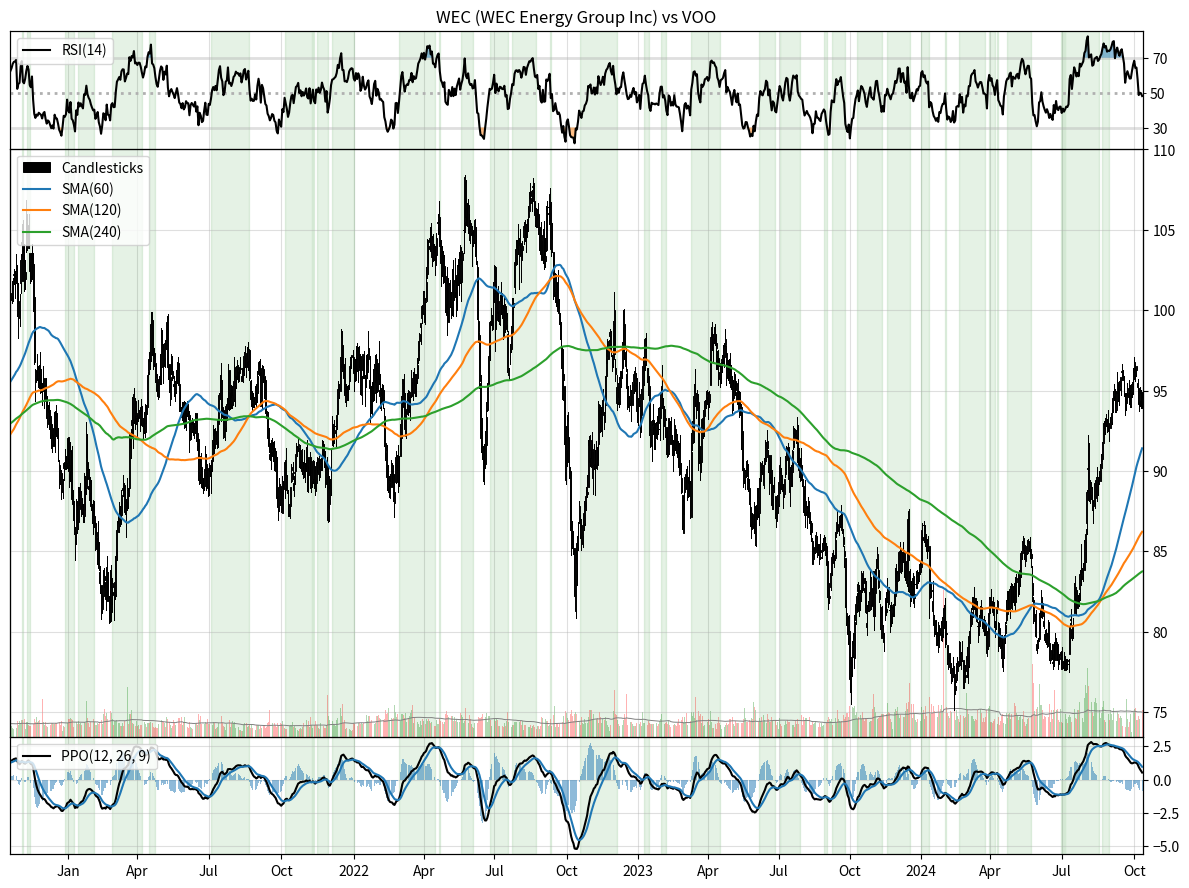 WEC (WEC Energy Group Inc) vs VOO
RSI(14)
70
50
30
110
Candlesticks
SMA(60)
SMA(120)
SMA(240)
105
100
95
90
85
80
75
PPO(12, 26, 9)
2.5
0.0
−2.5
−5.0
Jan Apr Jul Oct 2022 Apr Jul Oct 2023 Apr Jul Oct 2024 Apr Jul Oct